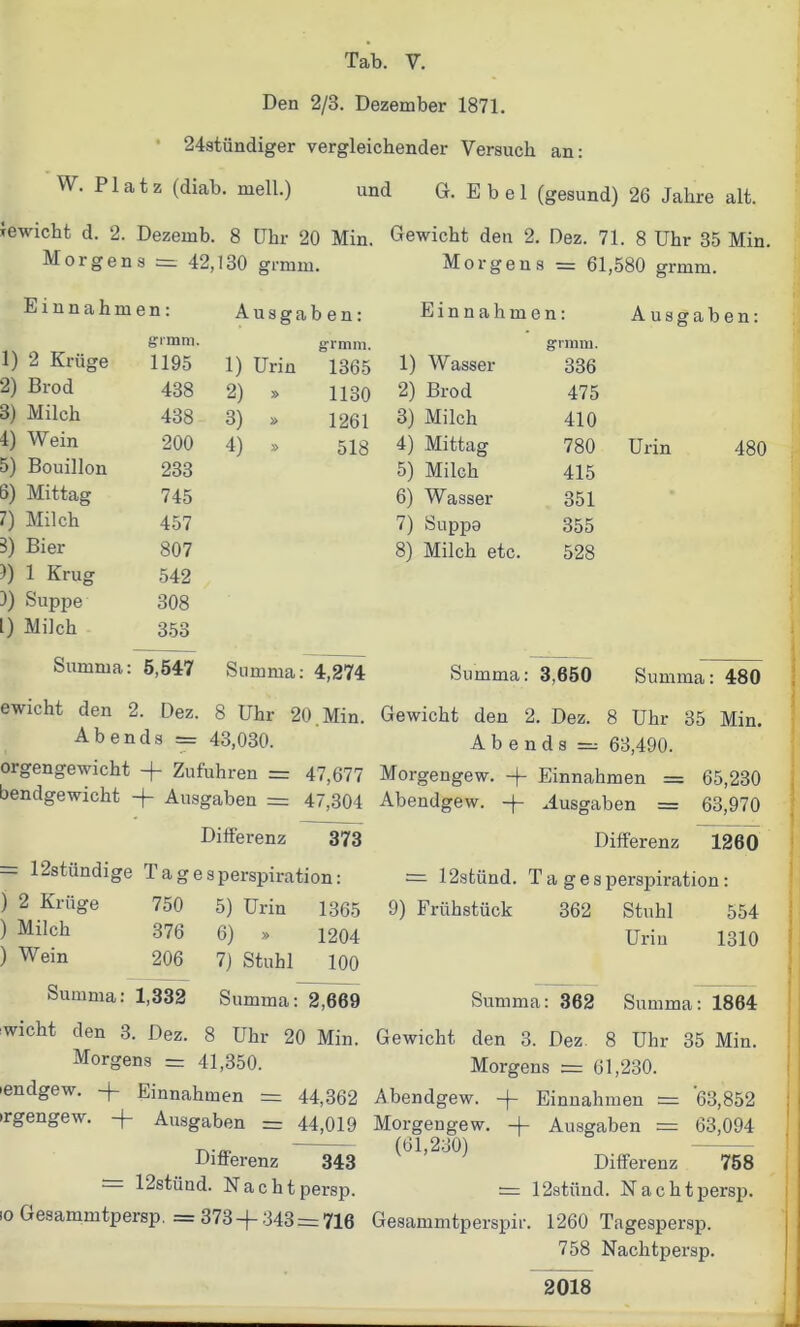 Tab. V.
Den 2/3. Dezember 1871.
24stündiger vergleichender Versuch an:
W. Platz (diab. mell.) und G. Ebel (gesund) 26 Jahre alt.
ewicht d. 2. Dezemb. 8 Uhr 20 Min. Gewicht den 2. Dez. 71. 8 Uhr 35 Min.
Morgens = 42,130 grmm. Morgens = 61,580 grmm.
Einnahmen: Ausgaben: Einnahmen: Ausgaben:
grmm. grmm. grmm.
1) 2 Krüge 1195 1) Urin 1365 1) Wasser 336
2) Brod 438 2) » 1130 2) Brod 475
3) Milch 438 3) » 1261 3) Milch 410
4) Wein 200 4) » 518 4) Mittag 780 Urin 480
5) Bouillon 233 5) Milch 415
6) Mittag 745 6) Wasser 351
7) Milch 457 7) Suppe 355
8) Bier 807 8) Milch etc. 528
) 1 Krug 542
) Suppe 308
) Milch 353
Summa: 5,547 Summa: 4,274 Summa: 3,650 Summa: 480
ewicht den 2. Dez. 8 Uhr 20 Min. Gewicht den 2. Dez. 8 Uhr 35 Min.
Abends = 43,030. Abends = 63,490.
orgengewicht + Zufuhren = 47,677 Morgengew. + Einnahmen = 65,230
bendgewicht + Ausgaben = 47,304 Abendgew. + Ausgaben = 63,970
Differenz 373 Differenz 1260
= 12stündige Tagesperspiration: = 12stünd. Tagesperspiration:
) 2 Krüge 750 5) Urin 1365 9) Frühstück 362 Stuhl 554
) Milch 376 6) » 1204 Urin 1310
) Wein 206 7) Stuhl 100
Summa: 1,332 Summa: 2,669 Summa: 362 Summa: 1864
wicht den 3. Dez. 8 Uhr 20 Min. Gewicht den 3. Dez 8 Uhr 35 Min.
Morgens = 41,350. Morgens = 61,230.
endgew. + Einnahmen = 44,362 Abendgew. + Einnahmen = 63,852
rgengew. + Ausgaben = 44,019 Morgengew. + Ausgaben = 63,094
(61,230)
Differenz 343 Differenz 758
= 12stünd. Nachtpersp. = 12stünd. Nachtpersp.
o Gesammtpersp. = 373 + 343 = 716 Gesammtperspir. 1260 Tagespersp.
758 Nachtpersp.
2018